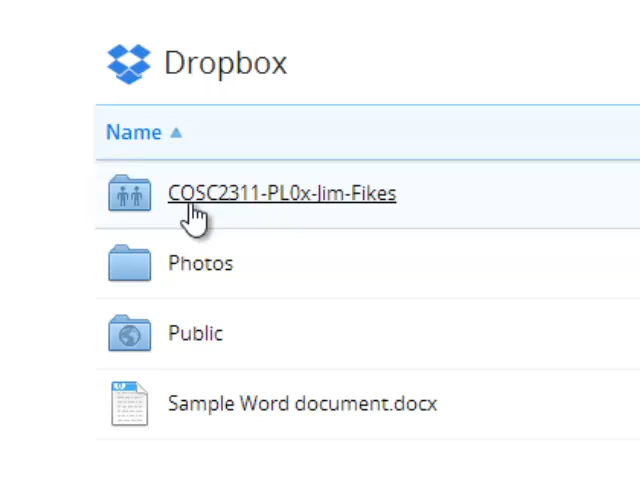 Dropbox
Name
COSC2311-PL0x-Jim-Fikes
Photos
Public
Sample Word document.docx